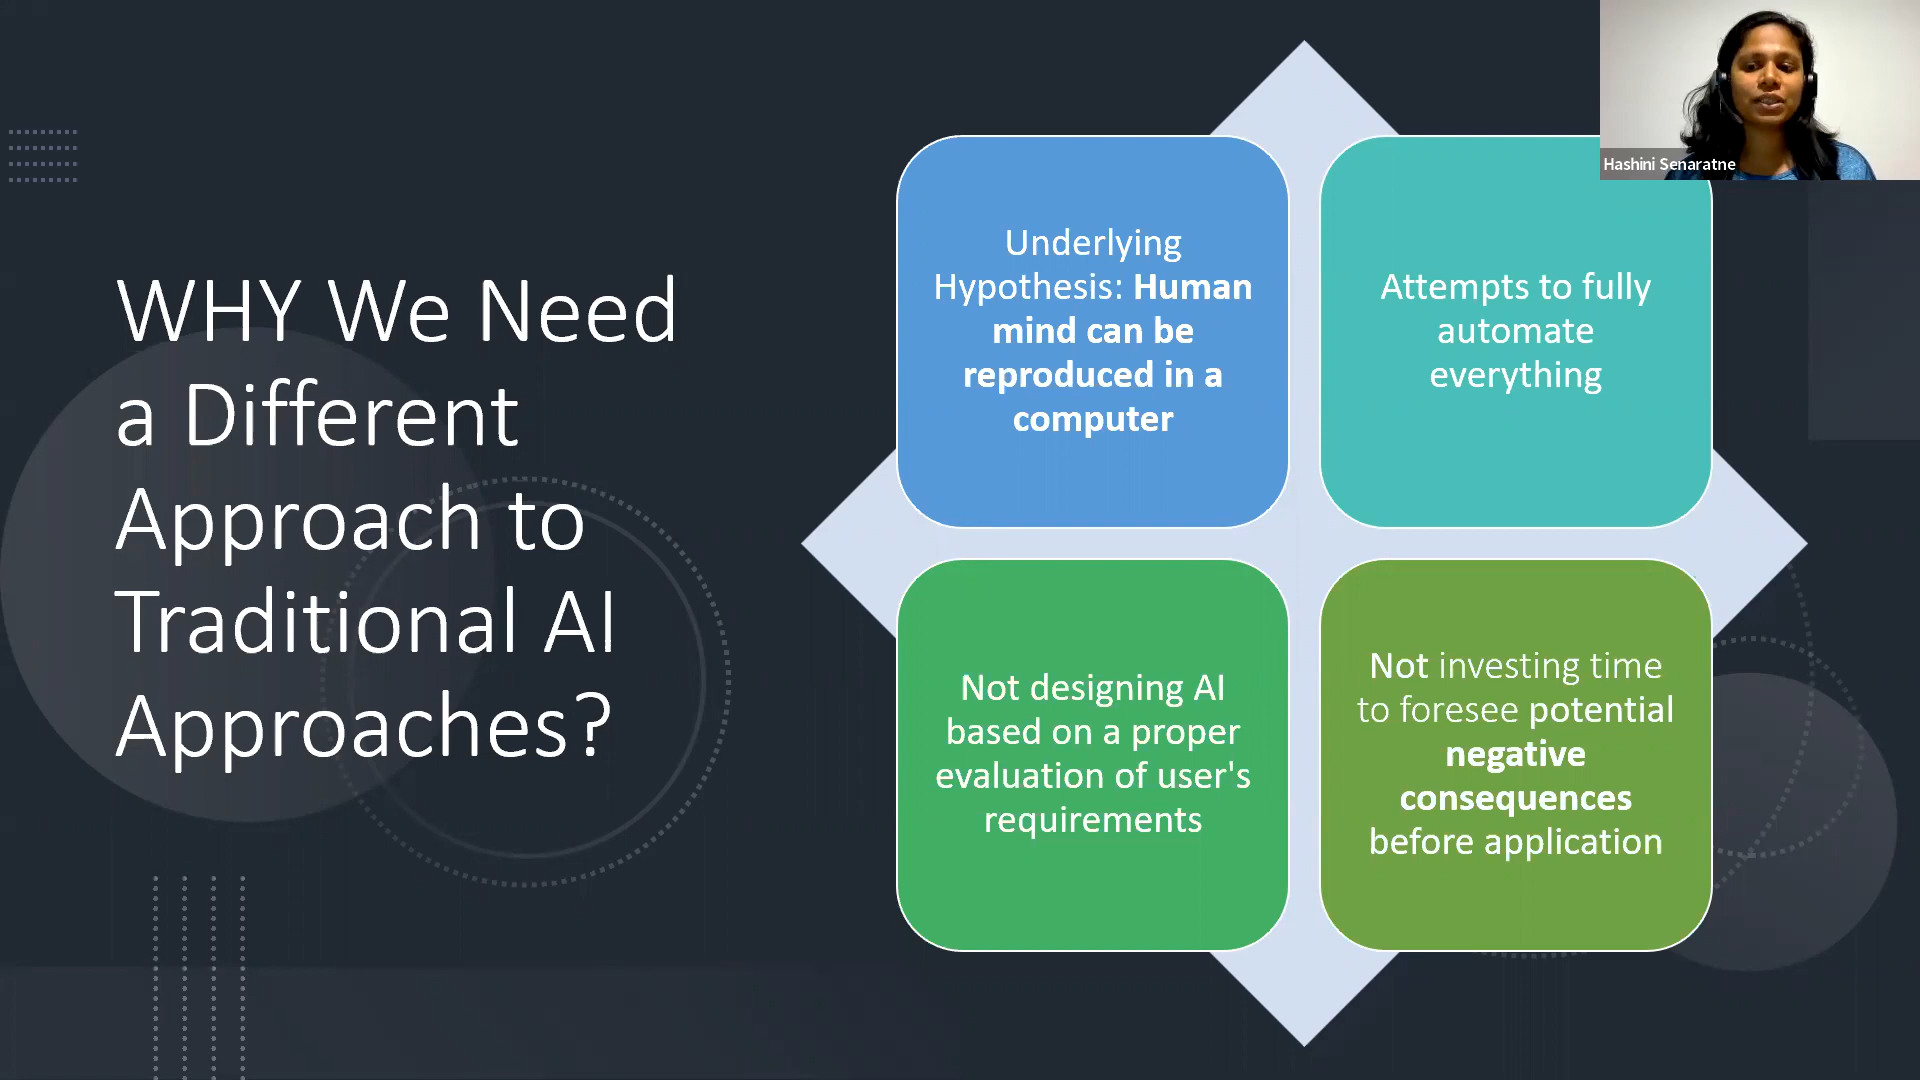 WHY We Need
a Different
Approach to
Traditional AI
Approaches?
Underlying
Hypothesis: Human
mind can be
reproduced in a
computer
Attempts to fully
automate
everything
Not designing AI
based on a proper
evaluation of user's
requirements
Not investing time
to foresee potential
negative
consequences
before application
Hashini Senaratne